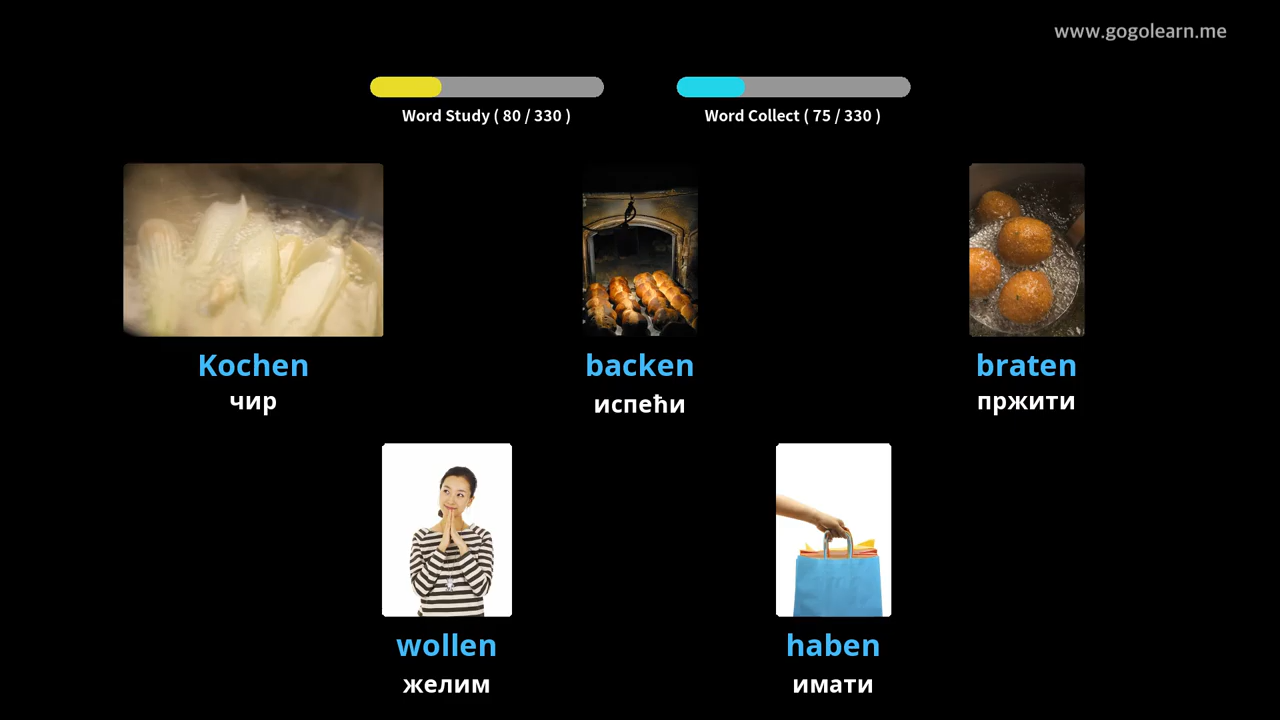 www.gogolearn.me
Word Study ( 80 / 330 )
Word Collect ( 75 / 330 )
Kochen
чир
backen
испећи
braten
пржити
wollen
желим
haben
имати